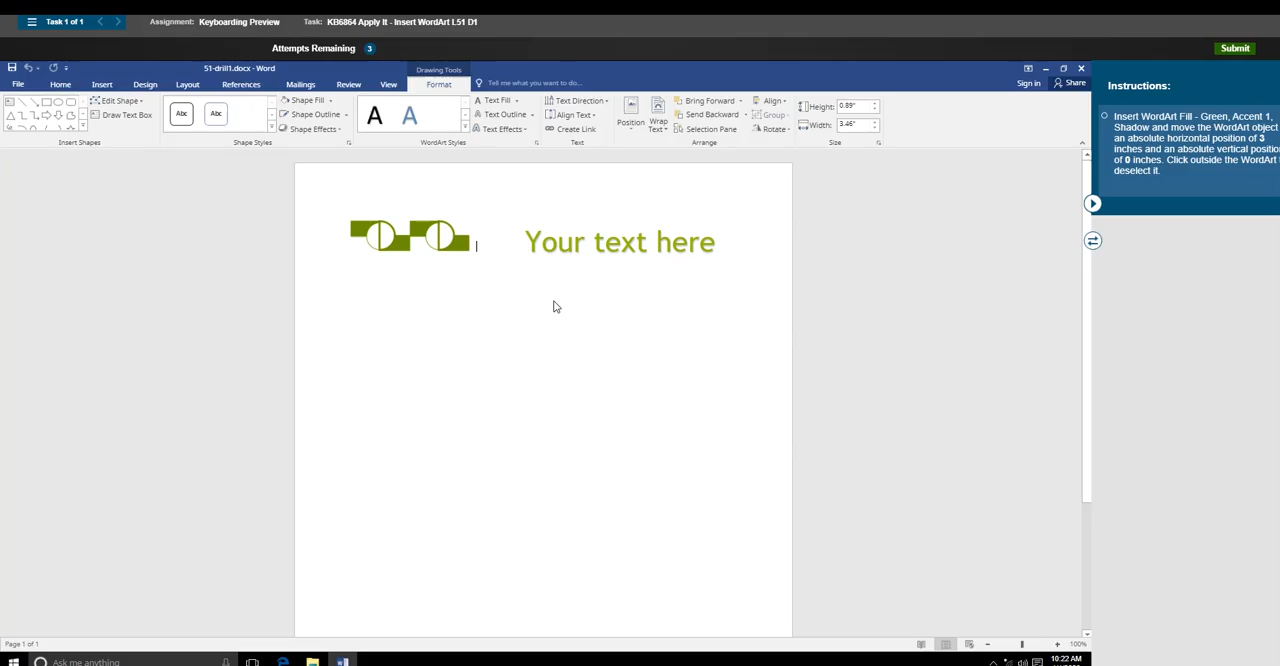 Task 1 of 1
Assignment: Keyboarding Preview
Task: KB6864 Apply It - Insert WordArt L51 D1
Attempts Remaining 3
Submit
51-drill1.docx - Word
Drawing Tools
File Home Insert Design Layout References Mailings Review View Format Tell me what you want to do...
Sign in Share
Edit Shape
Draw Text Box
Insert Shapes
Abc Abc
Shape Fill
Shape Outline
Shape Effects
Shape Styles
A A
Text Fill
Text Outline
Text Effects
WordArt Styles
Text Direction
Align Text
Create Link
Text
Position
Wrap
Text
Bring Forward
Send Backward
Selection Pane
Align
Group
Rotate
Arrange
Height: 0.89"
Width: 3.46"
Size
Instructions:
Insert WordArt Fill - Green, Accent 1,
Shadow and move the WordArt object
an absolute horizontal position of 3
inches and an absolute vertical positio
of 0 inches. Click outside the WordArt
deselect it.
Your text here
Page 1 of 1
100%
Ask me anything
10:22 AM